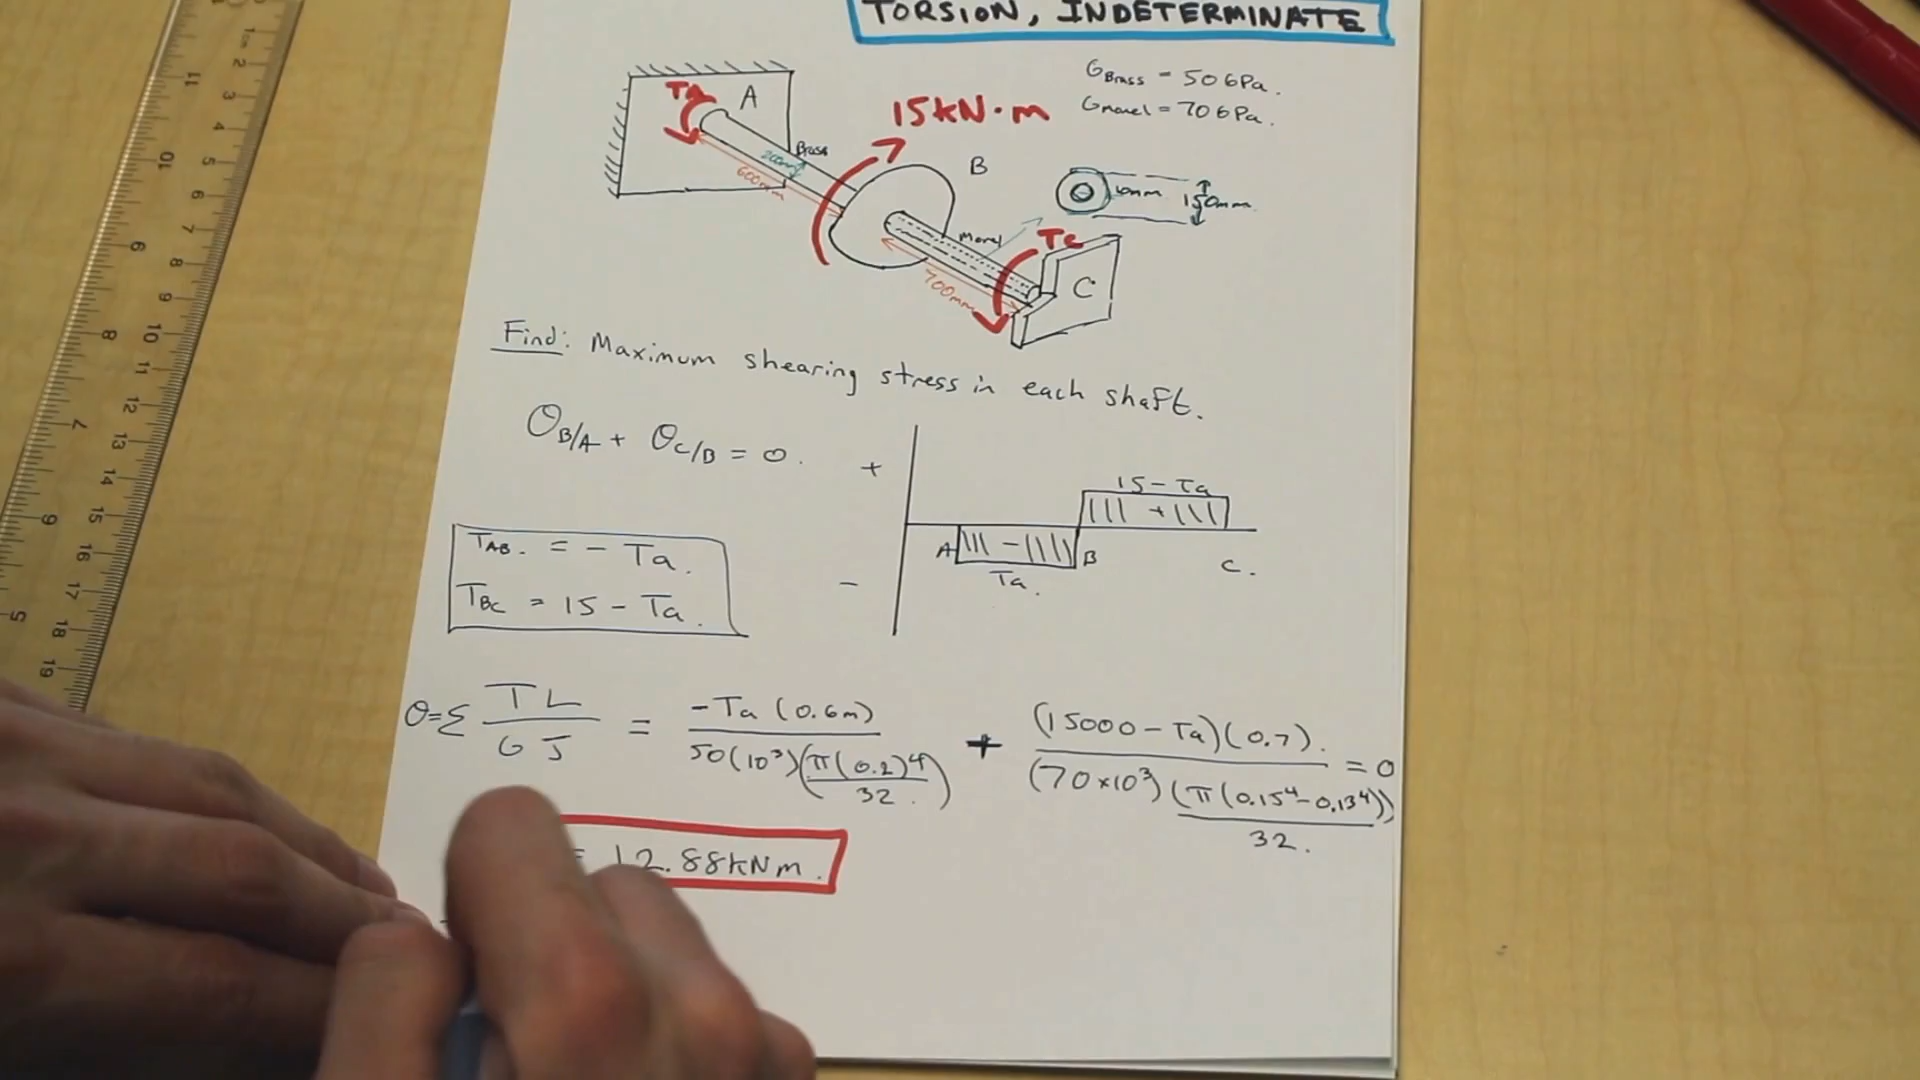 TORSION, INDETERMINATE
GBrass = 50GPa.
Gmonel = 70GPa.
Ta
A
15kN·m
B
Brass
200mm
600mm
10mm
150mm
Monel
Tc
700mm
C
Find: Maximum shearing stress in each shaft.
θB/A + θC/B = 0.
+
15-Ta
||| +|||
A ||| -|||| B
C.
Ta.
-
TAB. = - Ta.
TBC = 15 - Ta.
θ=Σ TL/GJ = -Ta (0.6m)/50(10³)(π(0.2)⁴/32.) + (15000-Ta)(0.7)./(70×10³)(π(0.15⁴-0.13⁴)/32.) = 0
= 12.88kNm.